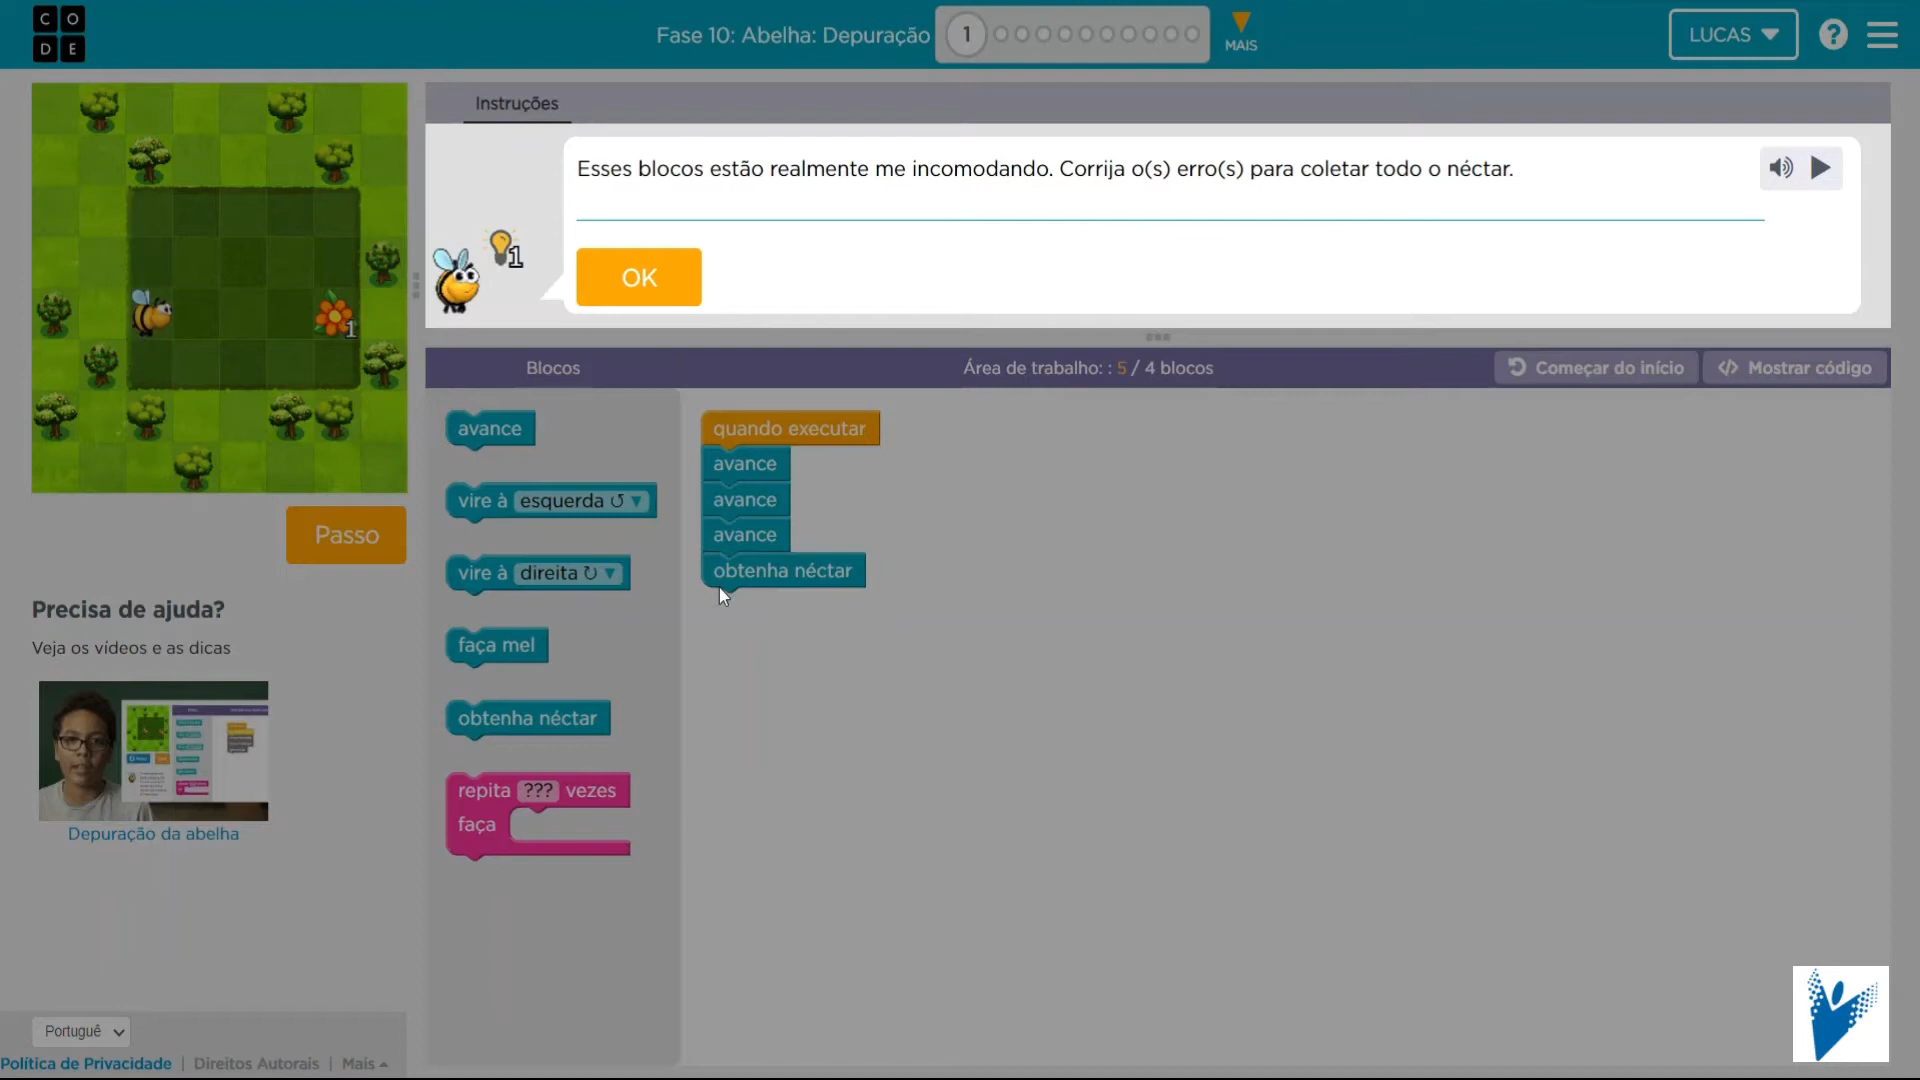 C O
D E
Fase 10: Abelha: Depuração
1
MAIS
LUCAS
?
Instruções
Esses blocos estão realmente me incomodando. Corrija o(s) erro(s) para coletar todo o néctar.
1
OK
1
Blocos
Área de trabalho: : 5 / 4 blocos
Começar do início
Mostrar código
avance
vire à esquerda
vire à direita
faça mel
obtenha néctar
repita ??? vezes
faça
quando executar
avance
avance
avance
obtenha néctar
Passo
Precisa de ajuda?
Veja os vídeos e as dicas
Depuração da abelha
Portuguê
Política de Privacidade | Direitos Autorais | Mais